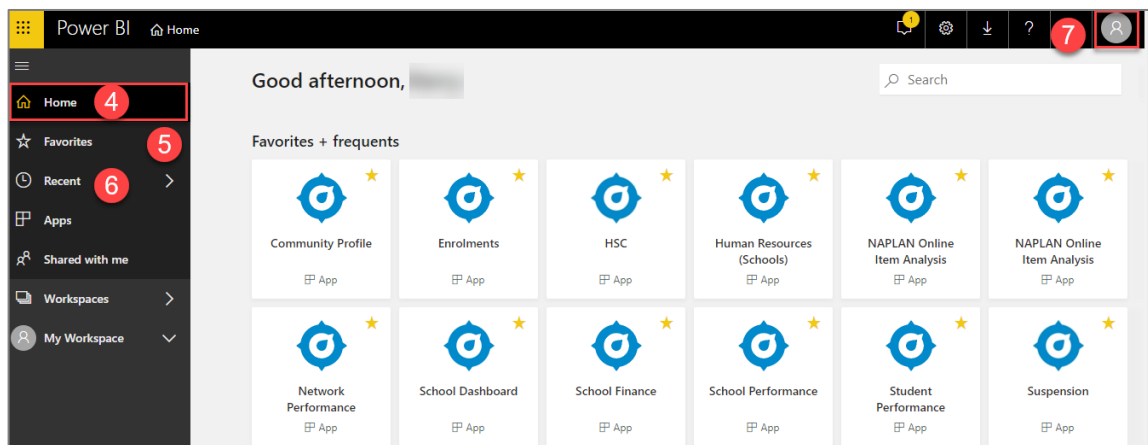 Power BI Home 1 ? 7
Good afternoon,
Search
Home 4
Favorites 5
Recent 6
Apps
Shared with me
Workspaces
My Workspace
Favorites + frequents
Community Profile
App
Enrolments
App
HSC
App
Human Resources
(Schools)
App
NAPLAN Online
Item Analysis
App
NAPLAN Online
Item Analysis
App
Network
Performance
App
School Dashboard
App
School Finance
App
School Performance
App
Student
Performance
App
Suspension
App